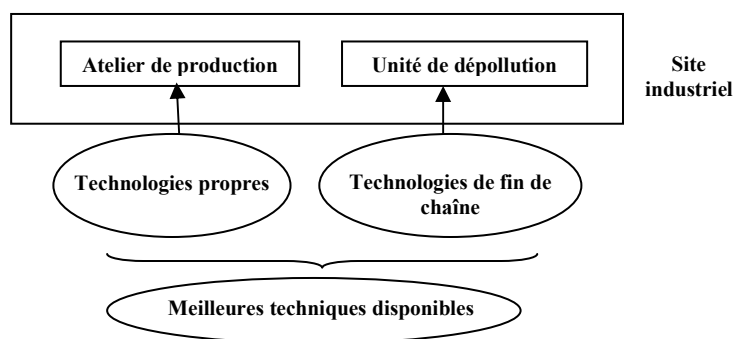 Atelier de production
Unité de dépollution
Site
industriel
Technologies propres
Technologies de fin de
chaîne
Meilleures techniques disponibles